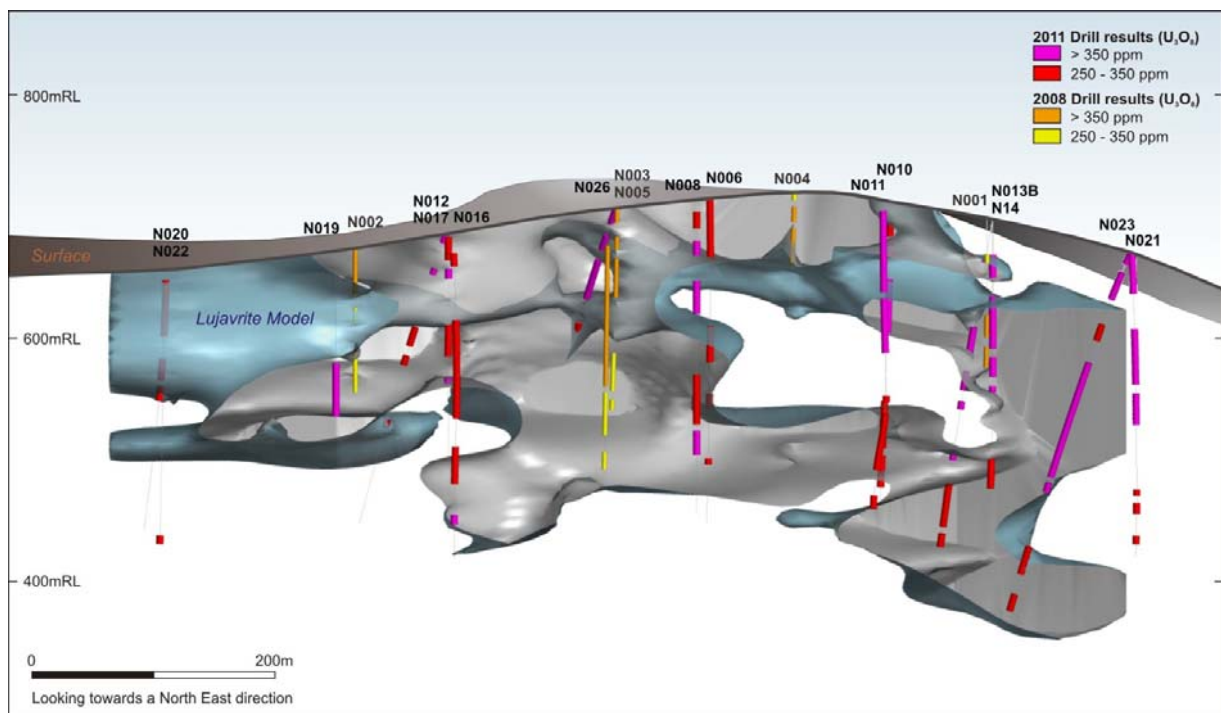 2011 Drill results (U₃O₈)
> 350 ppm
250 - 350 ppm
2008 Drill results (U₃O₈)
> 350 ppm
250 - 350 ppm
800mRL
N003
N026
N005
N008
N006
N004
N010
N011
N001
N013B
N14
N012
N017
N016
N019
N002
N020
N022
N023
N021
Surface
Lujavrite Model
600mRL
400mRL
0
200m
Looking towards a North East direction